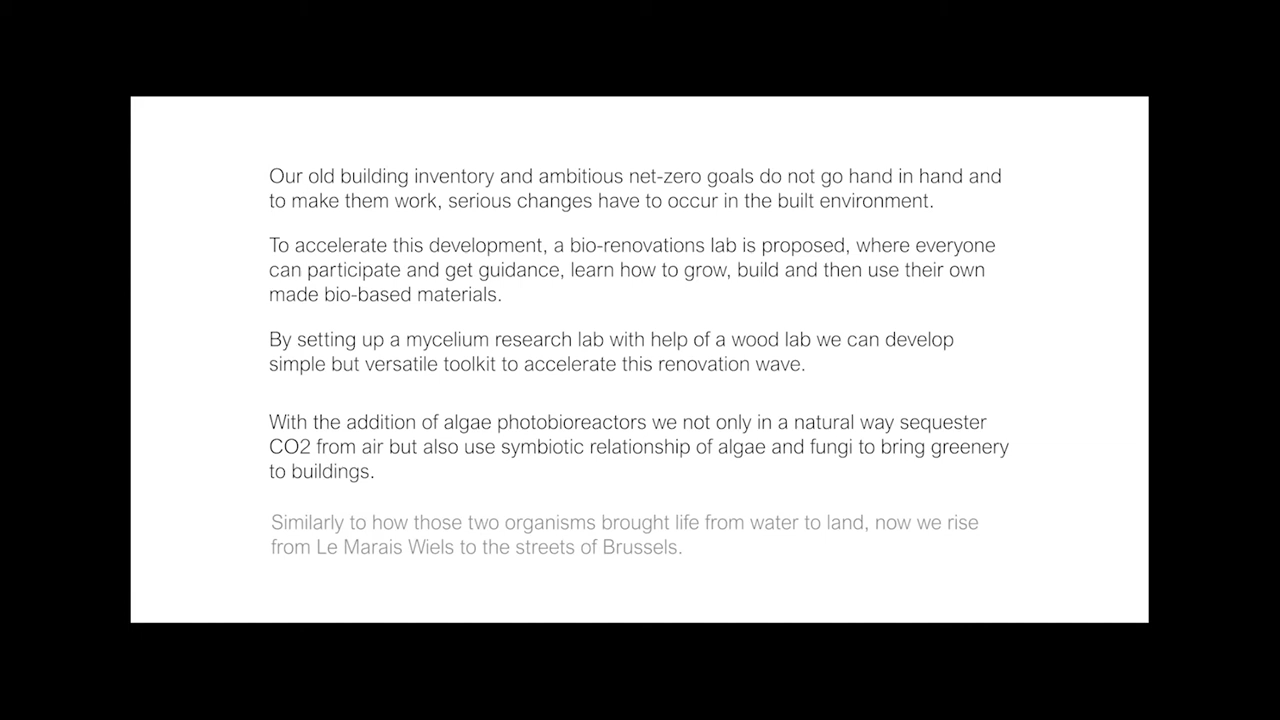 Our old building inventory and ambitious net-zero goals do not go hand in hand and
to make them work, serious changes have to occur in the built environment.
To accelerate this development, a bio-renovations lab is proposed, where everyone
can participate and get guidance, learn how to grow, build and then use their own
made bio-based materials.
By setting up a mycelium research lab with help of a wood lab we can develop
simple but versatile toolkit to accelerate this renovation wave.
With the addition of algae photobioreactors we not only in a natural way sequester
CO2 from air but also use symbiotic relationship of algae and fungi to bring greenery
to buildings.
Similarly to how those two organisms brought life from water to land, now we rise
from Le Marais Wiels to the streets of Brussels.